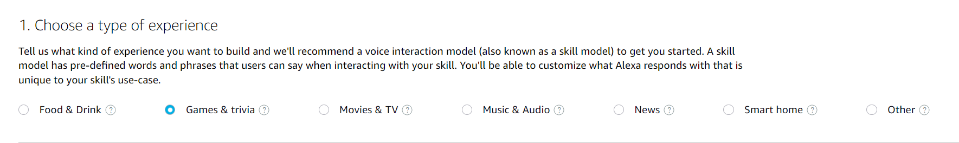 1. Choose a type of experience
Tell us what kind of experience you want to build and we'll recommend a voice interaction model (also known as a skill model) to get you started. A skill
model has pre-defined words and phrases that users can say when interacting with your skill. You'll be able to customize what Alexa responds with that is
unique to your skill's use-case.
Food & Drink ? Games & trivia ? Movies & TV ? Music & Audio ? News ? Smart home ? Other ?